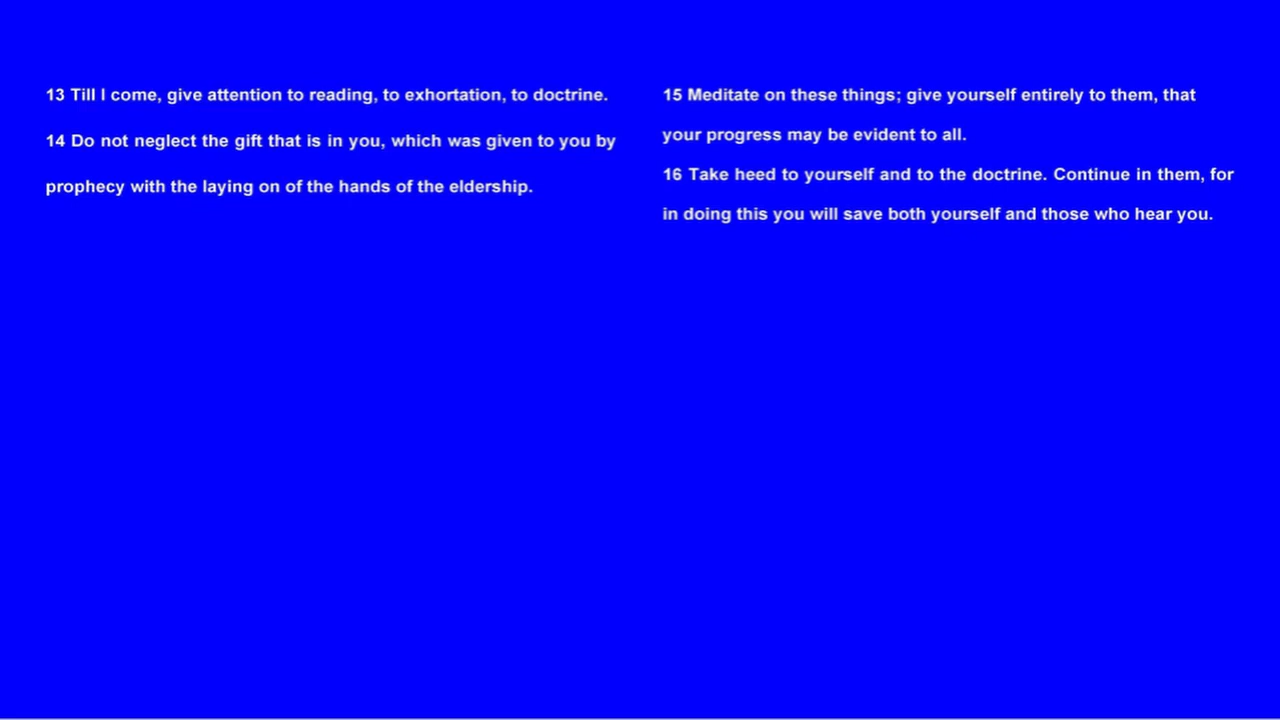 13 Till I come, give attention to reading, to exhortation, to doctrine.
14 Do not neglect the gift that is in you, which was given to you by
prophecy with the laying on of the hands of the eldership.
15 Meditate on these things; give yourself entirely to them, that
your progress may be evident to all.
16 Take heed to yourself and to the doctrine. Continue in them, for
in doing this you will save both yourself and those who hear you.